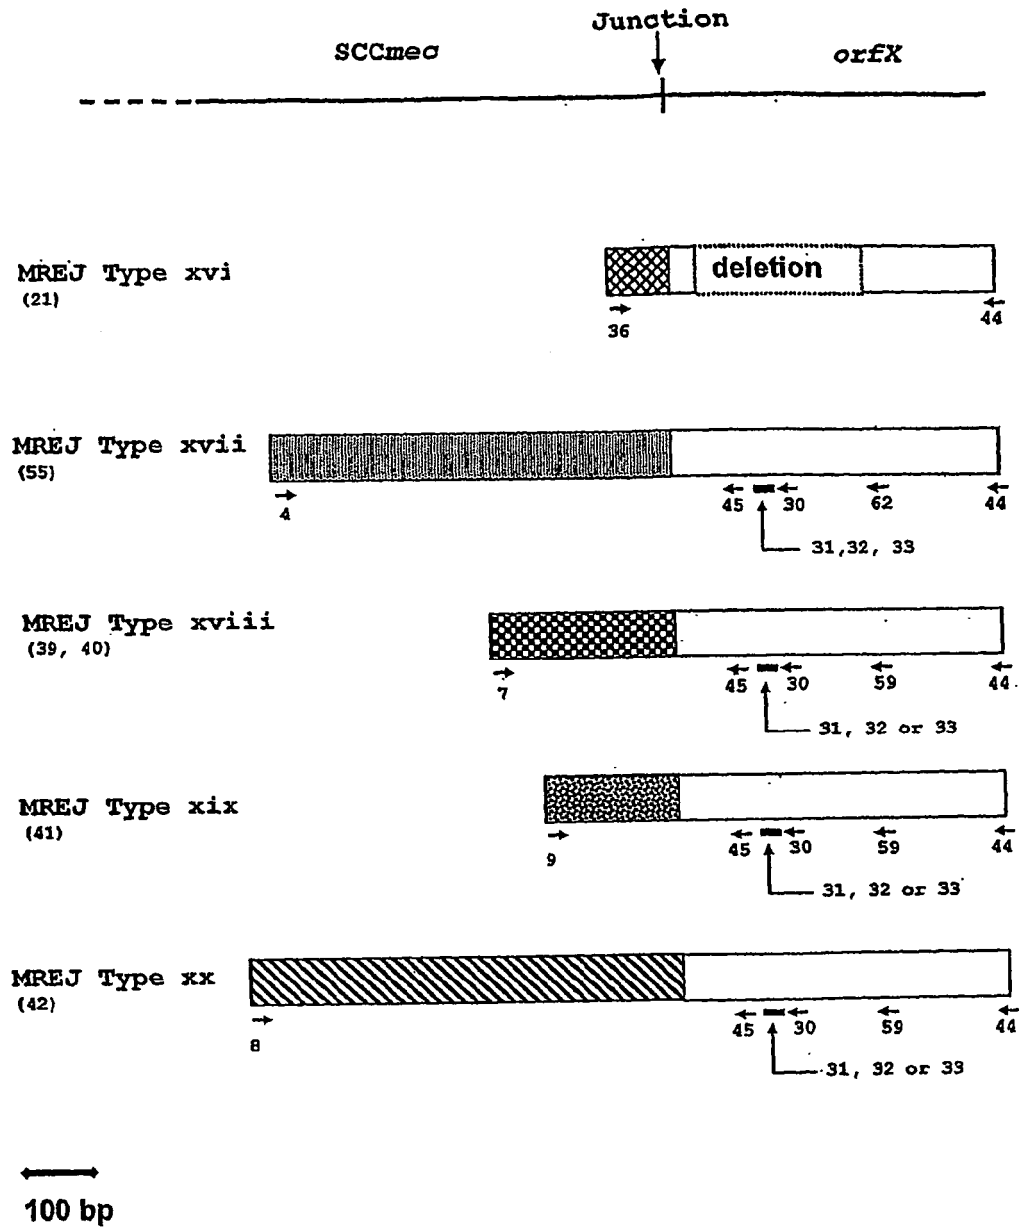 Junction
SCCmec
orfX
MREJ Type xvi
(21)
deletion
36
44
MREJ Type xvii
(55)
4
45
30
62
44
31,32, 33
MREJ Type xviii
(39, 40)
7
45
30
59
44
31, 32 or 33
MREJ Type xix
(41)
9
45
30
59
44
31, 32 or 33
MREJ Type xx
(42)
8
45
30
59
44
31, 32 or 33
100 bp